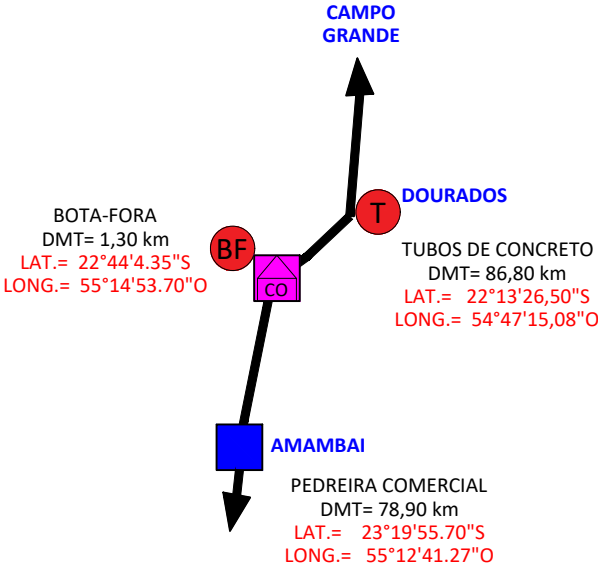 CAMPO
GRANDE
DOURADOS
T
TUBOS DE CONCRETO
DMT= 86,80 km
LAT.= 22°13'26,50"S
LONG.= 54°47'15,08"O
BOTA-FORA
DMT= 1,30 km
LAT.= 22°44'4.35"S
LONG.= 55°14'53.70"O
BF
CO
AMAMBAI
PEDREIRA COMERCIAL
DMT= 78,90 km
LAT.= 23°19'55.70"S
LONG.= 55°12'41.27"O